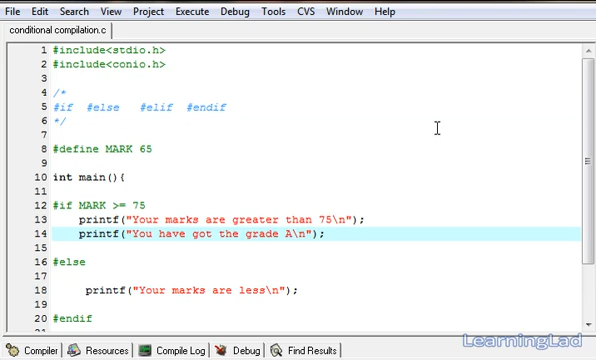 File Edit Search View Project Execute Debug Tools CVS Window Help
conditional compilation.c
1 #include<stdio.h>
2 #include<conio.h>
3
4 /*
5 #if #else #elif #endif
6 */
7
8 #define MARK 65
9
10 int main(){
11
12 #if MARK >= 75
13 printf("Your marks are greater than 75\n");
14 printf("You have got the grade A\n");
15
16 #else
17
18 printf("Your marks are less\n");
19
20 #endif
LearningLad
Compiler Resources Compile Log Debug Find Results